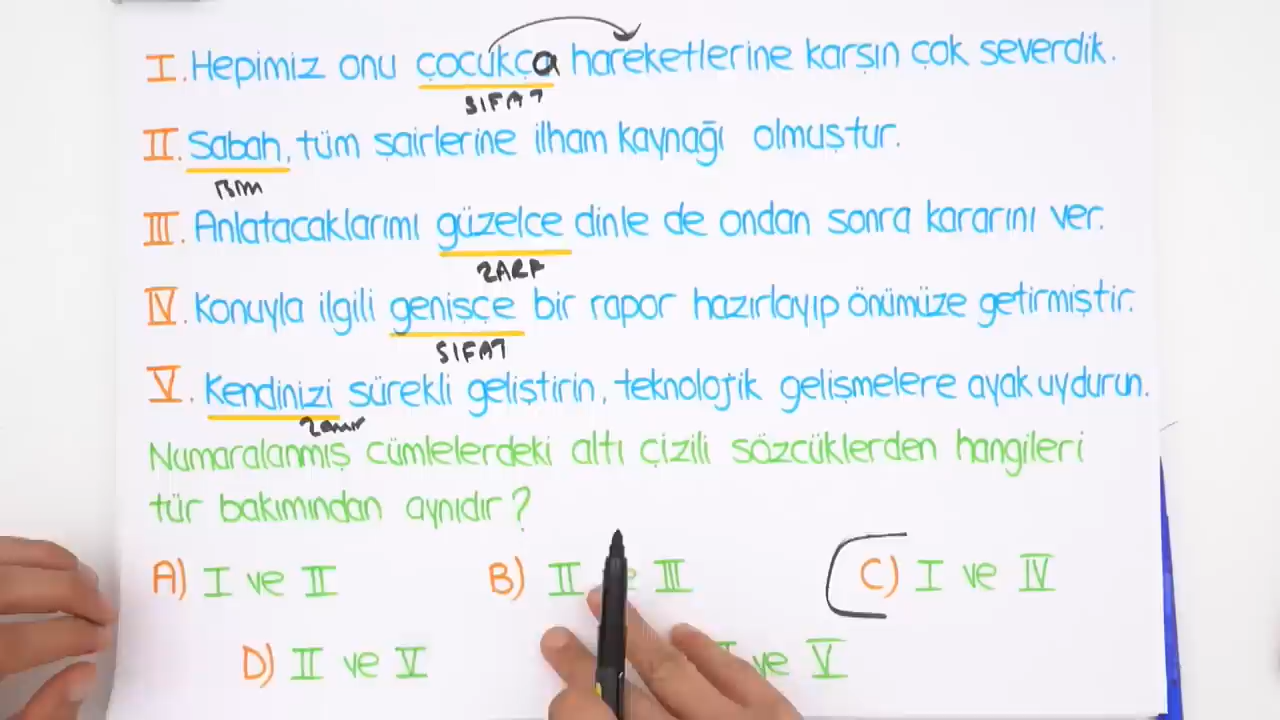 I. Hepimiz onu çocukça hareketlerine karşın çok severdik.
SIFAT
II. Sabah, tüm şairlerine ilham kaynağı olmuştur.
III. Anlatacaklarımı güzelce dinle de ondan sonra kararını ver.
ZARF
IV. Konuyla ilgili genişçe bir rapor hazırlayıp önümüze getirmiştir.
SIFAT
V. Kendinizi sürekli geliştirin, teknolojik gelişmelere ayak uydurun.
zamir
Numaralanmış cümlelerdeki altı çizili sözcüklerden hangileri
tür bakımından aynıdır?
A) I ve II B) II III C) I ve IV
D) II ve V ve V